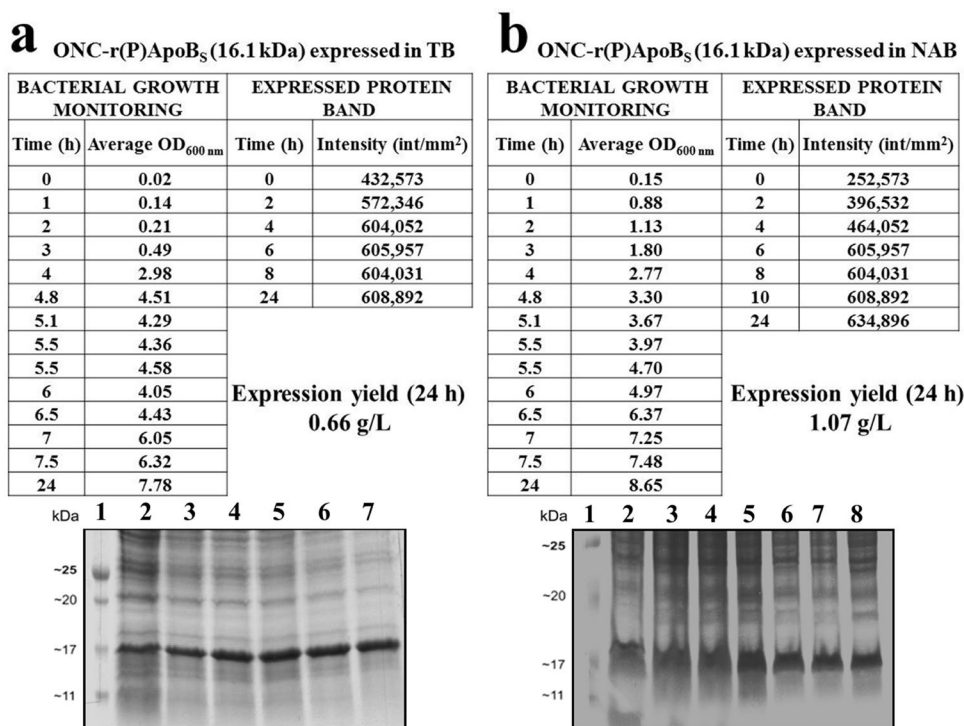 a ONC-r(P)ApoBS (16.1 kDa) expressed in TB
BACTERIAL GROWTH MONITORING EXPRESSED PROTEIN BAND
Time (h) Average OD600 nm Time (h) Intensity (int/mm2)
0 0.02 0 432,573
1 0.14 2 572,346
2 0.21 4 604,052
3 0.49 6 605,957
4 2.98 8 604,031
4.8 4.51 24 608,892
5.1 4.29
5.5 4.36
5.5 4.58
6 4.05
6.5 4.43
7 6.05
7.5 6.32
24 7.78
Expression yield (24 h)
0.66 g/L
kDa 1 2 3 4 5 6 7
~25
~20
~17
~11
b ONC-r(P)ApoBS (16.1 kDa) expressed in NAB
BACTERIAL GROWTH MONITORING EXPRESSED PROTEIN BAND
Time (h) Average OD600 nm Time (h) Intensity (int/mm2)
0 0.15 0 252,573
1 0.88 2 396,532
2 1.13 4 464,052
3 1.80 6 605,957
4 2.77 8 604,031
4.8 3.30 10 608,892
5.1 3.67 24 634,896
5.5 3.97
5.5 4.70
6 4.97
6.5 6.37
7 7.25
7.5 7.48
24 8.65
Expression yield (24 h)
1.07 g/L
kDa 1 2 3 4 5 6 7 8
~25
~20
~17
~11